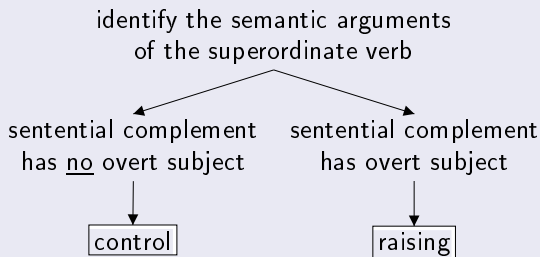 identify the semantic arguments
of the superordinate verb
sentential complement
has no overt subject
sentential complement
has overt subject
control
raising